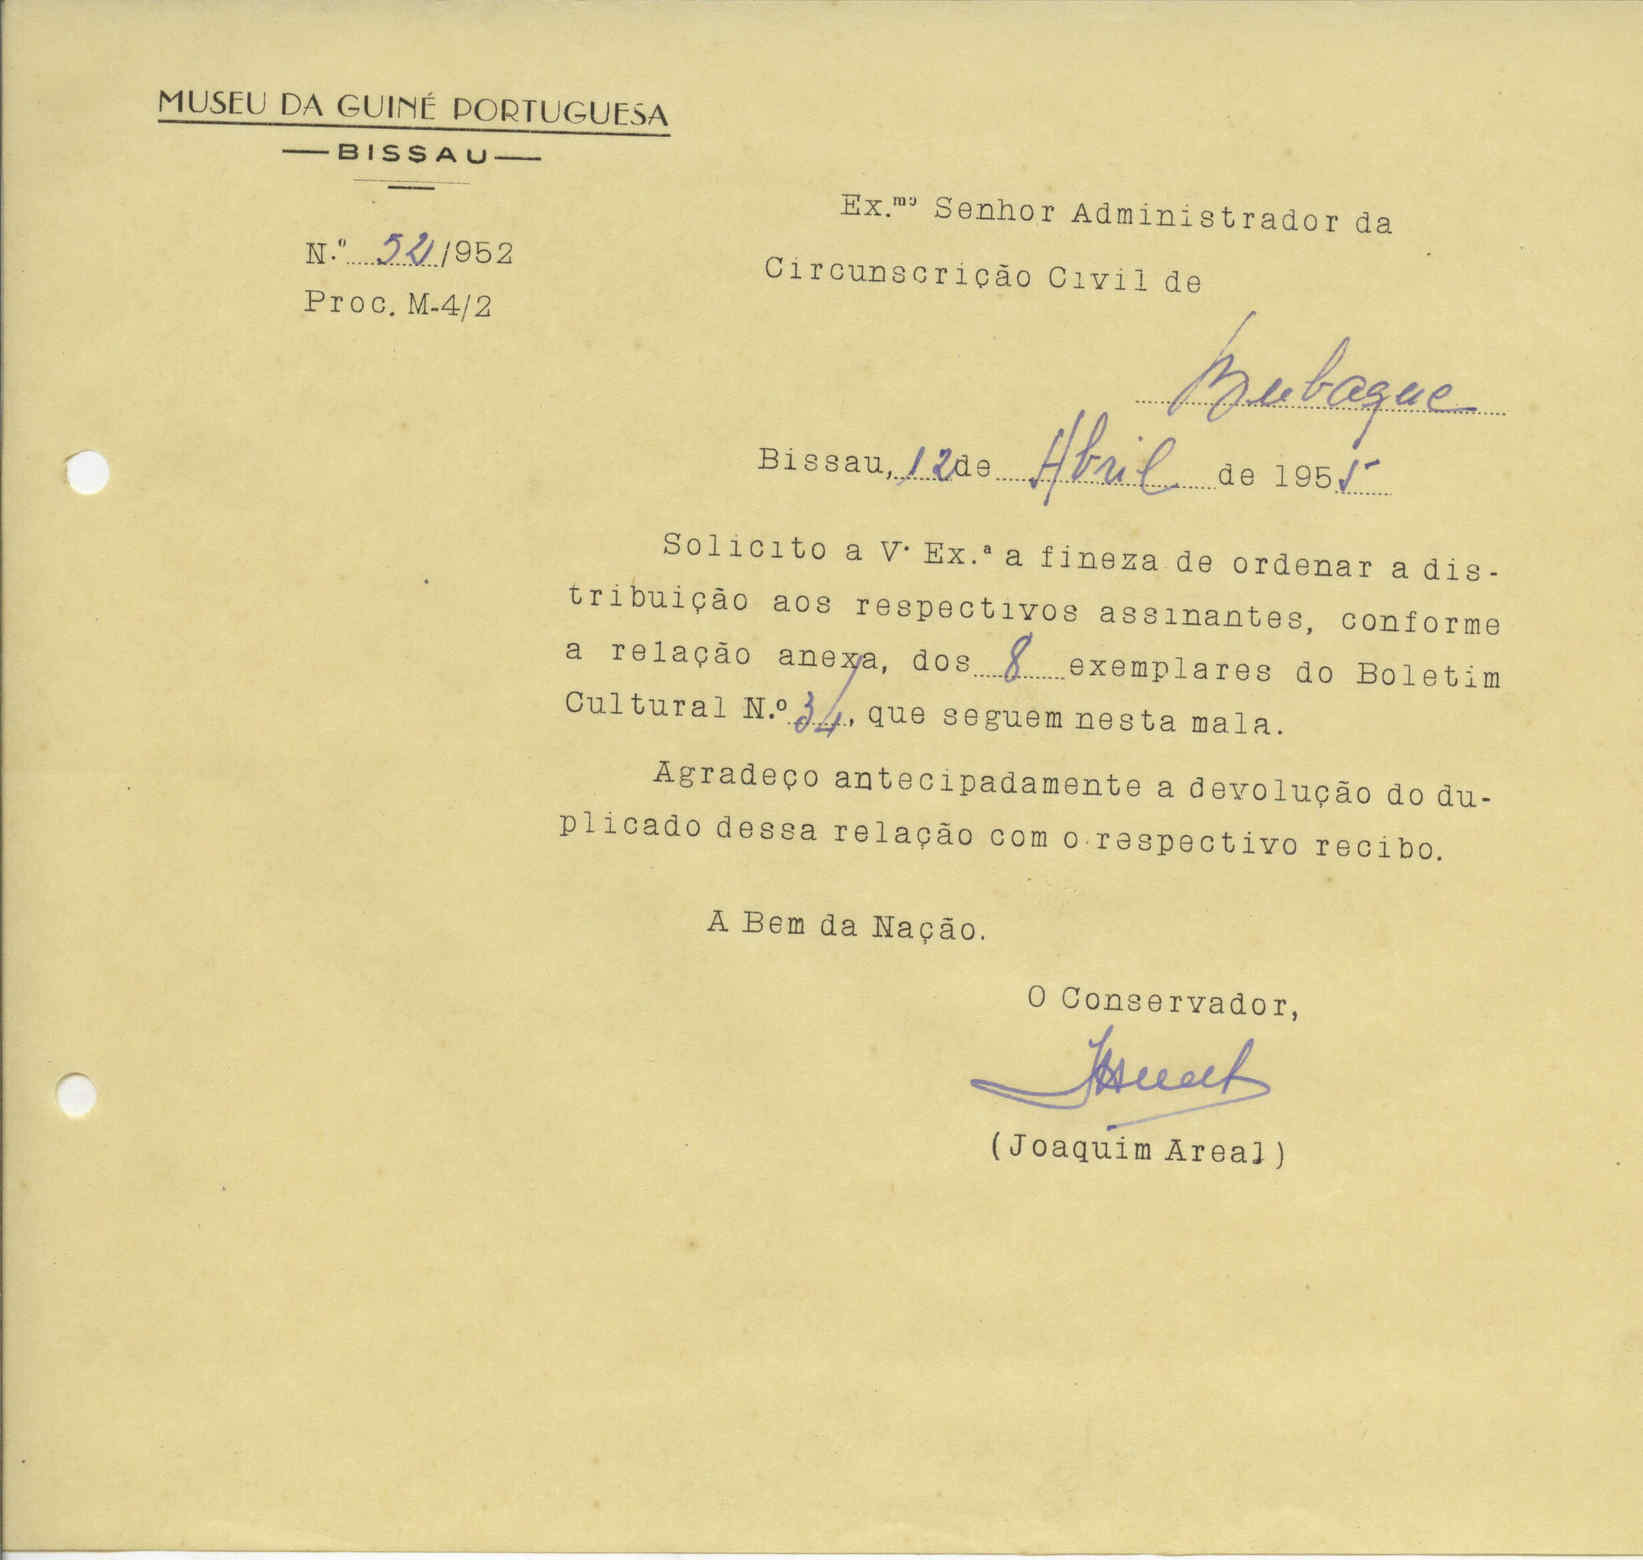 MUSEU DA GUINÉ PORTUGUESA
BISSAU
N.º 52/952
Proc. M-4/2
Ex.mº Senhor Administrador da
Circunscrição Civil de
Bubaque
Bissau, 12 de Abril de 1955
Solicito a V. Ex.ª a fineza de ordenar a dis-
tribuição aos respectivos assinantes, conforme
a relação anexa, dos 8 exemplares do Boletim
Cultural N.º 34, que seguem nesta mala.
Agradeço antecipadamente a devolução do du-
plicado dessa relação com o respectivo recibo.
A Bem da Nação.
O Conservador,
(Joaquim Areal)